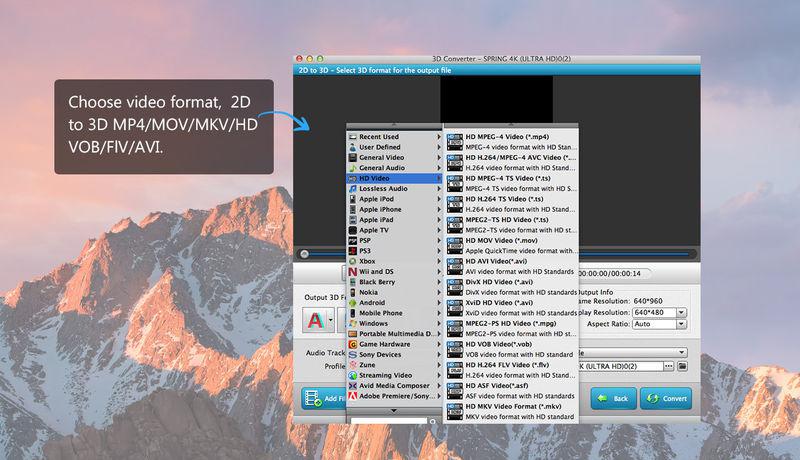 3D Converter - SPRING 4K (ULTRA HD)0(2)
2D to 3D - Select 3D format for the output file
Choose video format, 2D
to 3D MP4/MOV/MKV/HD
VOB/FlV/AVI.
Recent Used
User Defined
General Video
General Audio
HD Video
Lossless Audio
Apple iPod
Apple iPhone
Apple iPad
Apple TV
PSP
PS3
Xbox
Wii and DS
Black Berry
Nokia
Android
Mobile Phone
Windows
Portable Multimedia D...
Game Hardware
Sony Devices
Zune
Streaming Video
Avid Media Composer
Adobe Premiere/Sony...
HD MPEG-4 Video (*.mp4)
MPEG-4 video format with HD Stan...
HD H.264/MPEG-4 AVC Video (*....
H.264 video format with HD Stand...
HD MPEG-4 TS Video (*.ts)
MPEG-4 TS video format with HD S...
HD H.264 TS Video (*.ts)
H.264 TS video format with HD Stan...
MPEG2-TS HD Video (*.ts)
MPEG2-TS video format with HD st...
HD MOV Video (*.mov)
Apple QuickTime video format with...
HD AVI Video (*.avi)
AVI video format with HD standards
DivX HD Video (*.avi)
DivX video format with HD standards
XviD HD Video (*.avi)
XviD video format with HD standards
MPEG2-PS HD Video (*.mpg)
MPEG2-PS video format with HD st...
HD VOB Video(*.vob)
VOB video format with HD standard
HD H.264 FLV Video (*.flv)
H.264 video format with HD standar...
HD ASF Video(*.asf)
ASF video format with HD standards
HD MKV Video Format (*.mkv)
MKV video format with HD standard
00:00:00/00:00:14
Output 3D F
Output Info
ame Resolution: 640*960
play Resolution: 640*480
Aspect Ratio: Auto
A
Audio Track
le
Profile
K (ULTRA HD)0(2)
...
Add File
Back
Convert